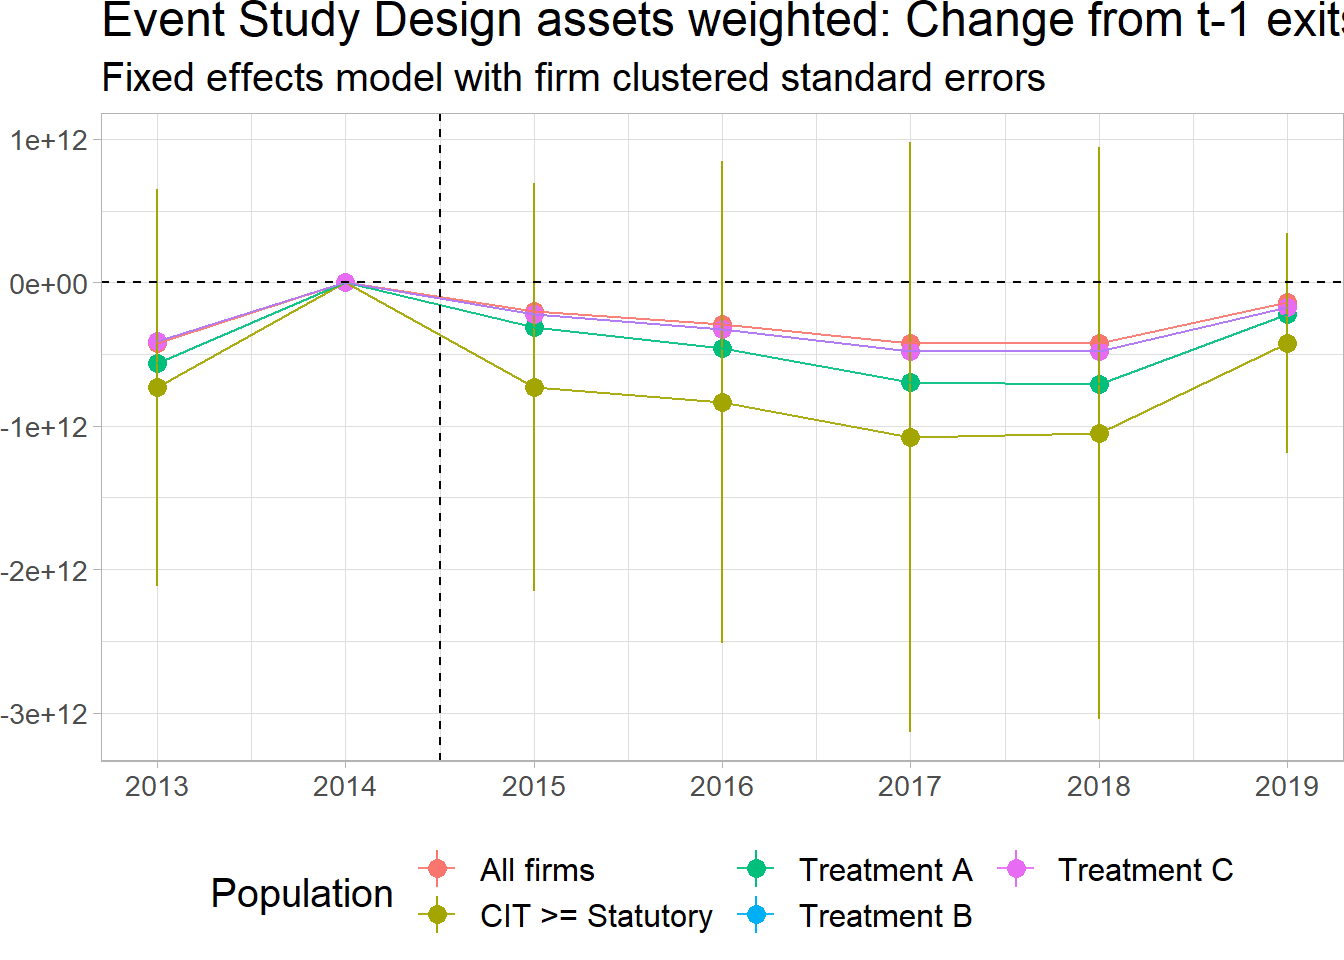 Event Study Design assets weighted: Change from t-1 exits
Fixed effects model with firm clustered standard errors
1e+12
0e+00
-1e+12
-2e+12
-3e+12
2013 2014 2015 2016 2017 2018 2019
Population
All firms Treatment A Treatment C
CIT >= Statutory Treatment B